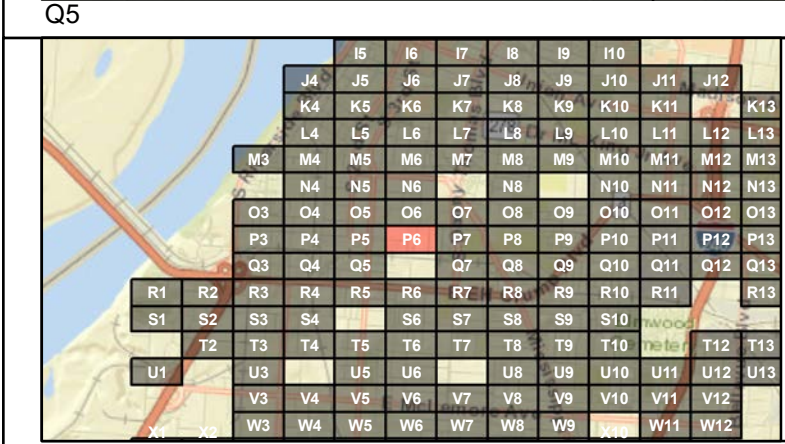 Q5
I5 I6 I7 I8 I9 I10
J4 J5 J6 J7 J8 J9 J10 J11 J12
K4 K5 K6 K7 K8 K9 K10 K11 K13
L4 L5 L6 L7 L8 L9 L10 L11 L12 L13
M3 M4 M5 M6 M7 M8 M9 M10 M11 M12 M13
N4 N5 N6 N8 N10 N11 N12 N13
O3 O4 O5 O6 O7 O8 O9 O10 O11 O12 O13
P3 P4 P5 P6 P7 P8 P9 P10 P11 P12 P13
Q3 Q4 Q5 Q7 Q8 Q9 Q10 Q11 Q12 Q13
R1 R2 R3 R4 R5 R6 R7 R8 R9 R10 R11 R13
S1 S2 S3 S4 S6 S7 S8 S9 S10
T2 T3 T4 T5 T6 T7 T8 T9 T10 T12 T13
U1 U3 U5 U6 U8 U9 U10 U11 U12 U13
V3 V4 V5 V6 V7 V8 V9 V10 V11 V12
W3 W4 W5 W6 W7 W8 W9 W11 W12
X1 X2 X10
S Riverside Blvd
E McLemore Ave